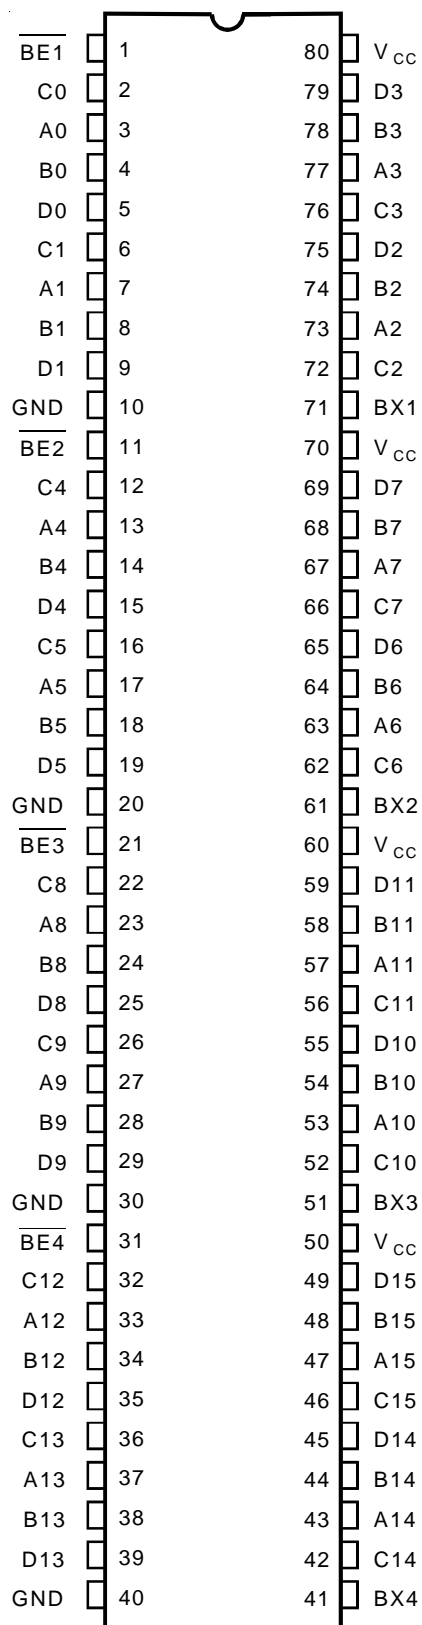 BE1 1 80 VCC
C0 2 79 D3
A0 3 78 B3
B0 4 77 A3
D0 5 76 C3
C1 6 75 D2
A1 7 74 B2
B1 8 73 A2
D1 9 72 C2
GND 10 71 BX1
BE2 11 70 VCC
C4 12 69 D7
A4 13 68 B7
B4 14 67 A7
D4 15 66 C7
C5 16 65 D6
A5 17 64 B6
B5 18 63 A6
D5 19 62 C6
GND 20 61 BX2
BE3 21 60 VCC
C8 22 59 D11
A8 23 58 B11
B8 24 57 A11
D8 25 56 C11
C9 26 55 D10
A9 27 54 B10
B9 28 53 A10
D9 29 52 C10
GND 30 51 BX3
BE4 31 50 VCC
C12 32 49 D15
A12 33 48 B15
B12 34 47 A15
D12 35 46 C15
C13 36 45 D14
A13 37 44 B14
B13 38 43 A14
D13 39 42 C14
GND 40 41 BX4